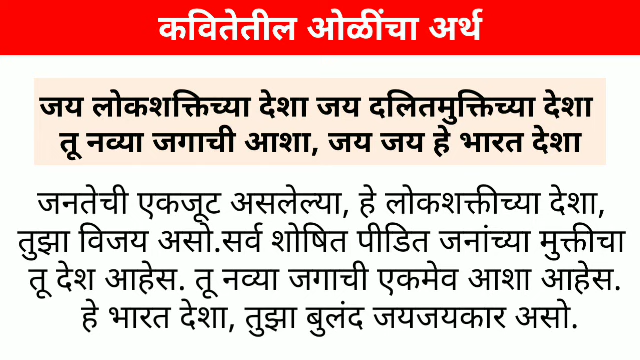 कवितेतील ओळींचा अर्थ
जय लोकशक्तिच्या देशा जय दलितमुक्तिच्या देशा
तू नव्या जगाची आशा, जय जय हे भारत देशा
जनतेची एकजूट असलेल्या, हे लोकशक्तीच्या देशा,
तुझा विजय असो.सर्व शोषित पीडित जनांच्या मुक्तीचा
तू देश आहेस. तू नव्या जगाची एकमेव आशा आहेस.
हे भारत देशा, तुझा बुलंद जयजयकार असो.